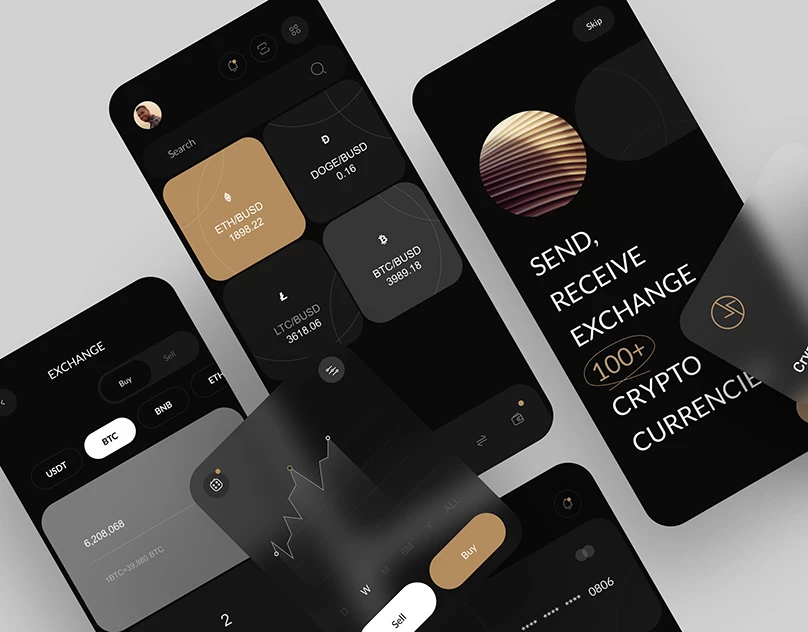 Search
ETH/BUSD
1898.22
DOGE/BUSD
0.16
LTC/BUSD
3618.06
BTC/BUSD
3989.18
Skip
SEND,
RECEIVE
EXCHANGE
100+
CRYPTO
CURRENCIE
EXCHANGE
Buy
Sell
USDT
BTC
BNB
ETH
6,208,068
1BTC=39,880 BTC
2
D
W
M
6M
Y
ALL
Sell
Buy
**** **** **** 0806